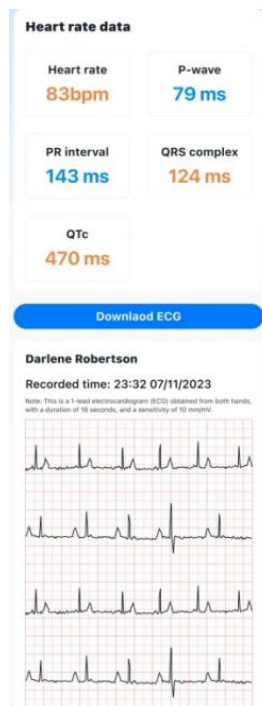 Heart rate data
Heart rate
83bpm
P-wave
79 ms
PR interval
143 ms
QRS complex
124 ms
QTc
470 ms
Downlaod ECG
Darlene Robertson
Recorded time: 23:32 07/11/2023
Note: This is a 1-lead electrocardiogram (ECG) obtained from both hands,
with a duration of 18 seconds, and a sensitivity of 10 mm/mV.